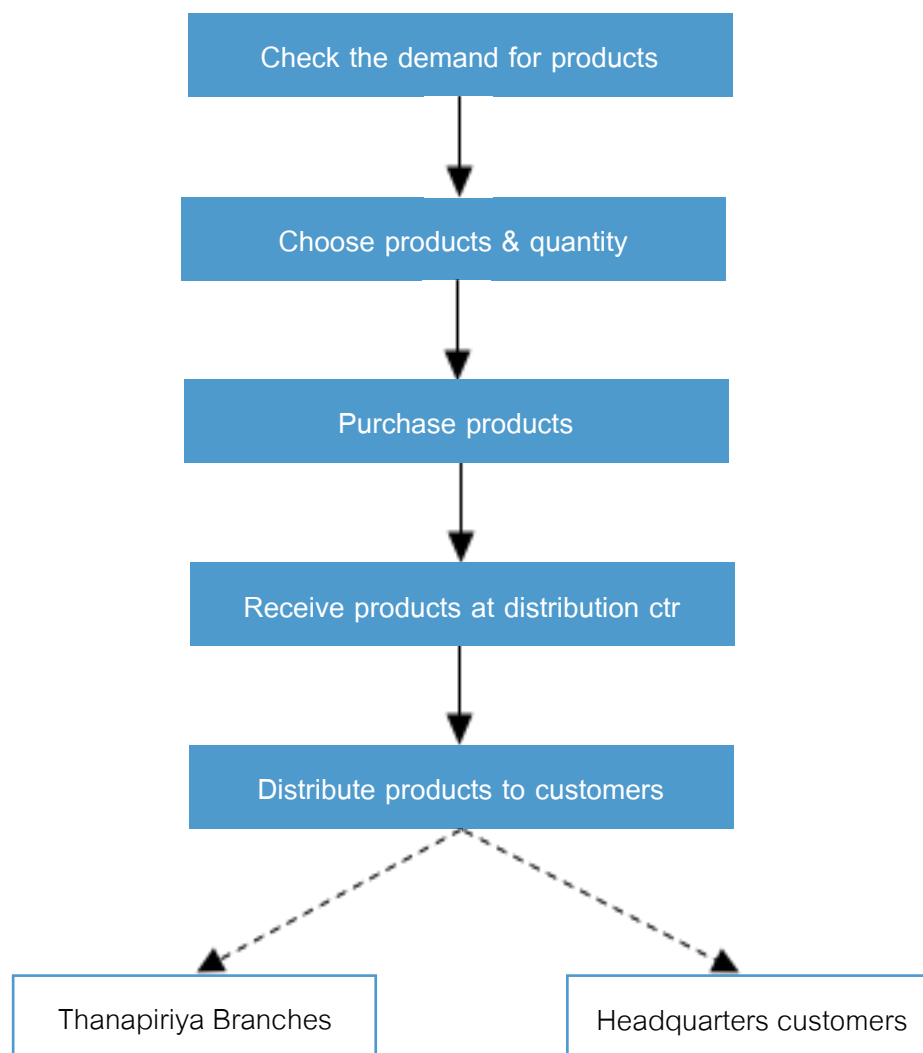 Check the demand for products
Choose products & quantity
Purchase products
Receive products at distribution ctr
Distribute products to customers
Thanapiriya Branches
Headquarters customers